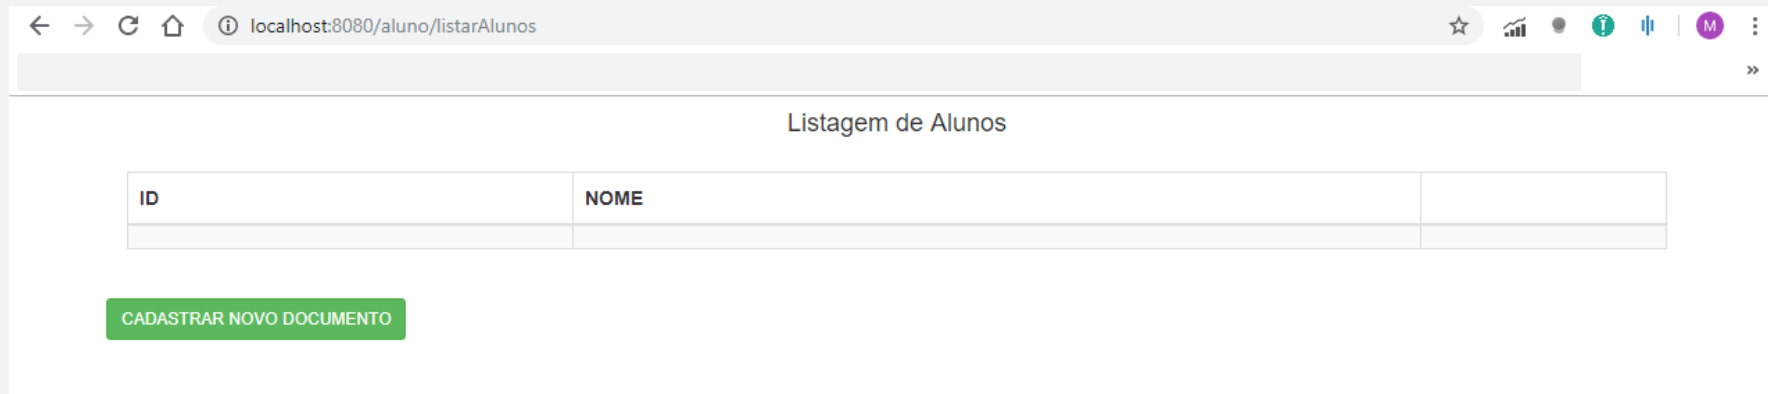 localhost:8080/aluno/listarAlunos
M
Listagem de Alunos
ID NOME
CADASTRAR NOVO DOCUMENTO